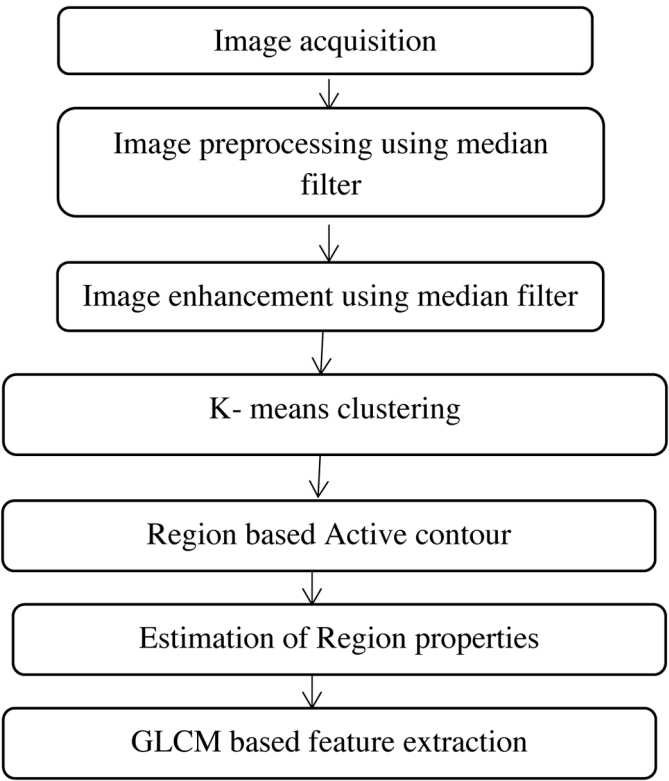 Image acquisition
Image preprocessing using median
filter
Image enhancement using median filter
K- means clustering
Region based Active contour
Estimation of Region properties
GLCM based feature extraction